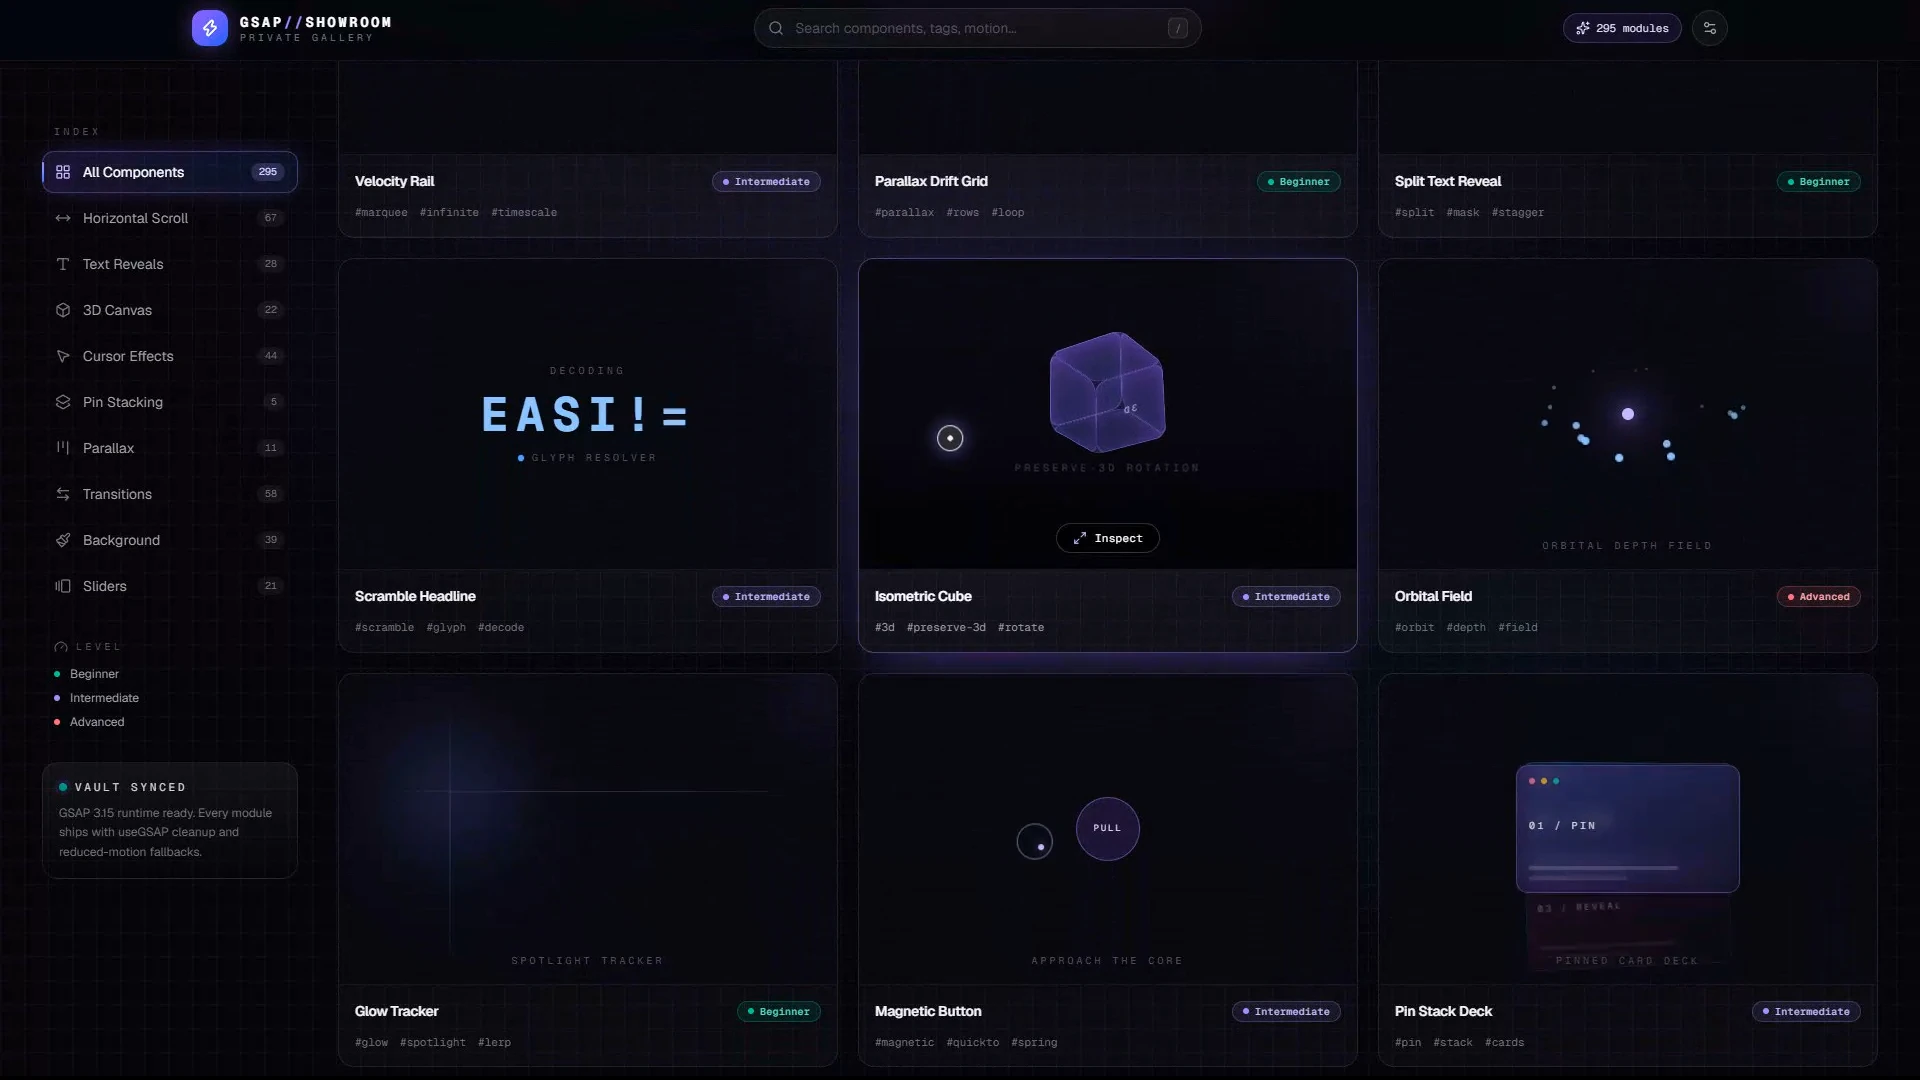 GSAP//SHOWROOM
PRIVATE GALLERY
Search components, tags, motion...
/
295 modules
INDEX
All Components 295
Horizontal Scroll 67
Text Reveals 28
3D Canvas 22
Cursor Effects 44
Pin Stacking 5
Parallax 11
Transitions 58
Background 39
Sliders 21
LEVEL
Beginner
Intermediate
Advanced
VAULT SYNCED
GSAP 3.15 runtime ready. Every module
ships with useGSAP cleanup and
reduced-motion fallbacks.
Velocity Rail
Intermediate
#marquee #infinite #timescale
Parallax Drift Grid
Beginner
#parallax #rows #loop
Split Text Reveal
Beginner
#split #mask #stagger
DECODING
EASI!=
GLYPH RESOLVER
Scramble Headline
Intermediate
#scramble #glyph #decode
3D
PRESERVE-3D ROTATION
Inspect
Isometric Cube
Intermediate
#3d #preserve-3d #rotate
ORBITAL DEPTH FIELD
Orbital Field
Advanced
#orbit #depth #field
SPOTLIGHT TRACKER
Glow Tracker
Beginner
#glow #spotlight #lerp
PULL
APPROACH THE CORE
Magnetic Button
Intermediate
#magnetic #quickto #spring
01 / PIN
03 / REVEAL
PINNED CARD DECK
Pin Stack Deck
Intermediate
#pin #stack #cards